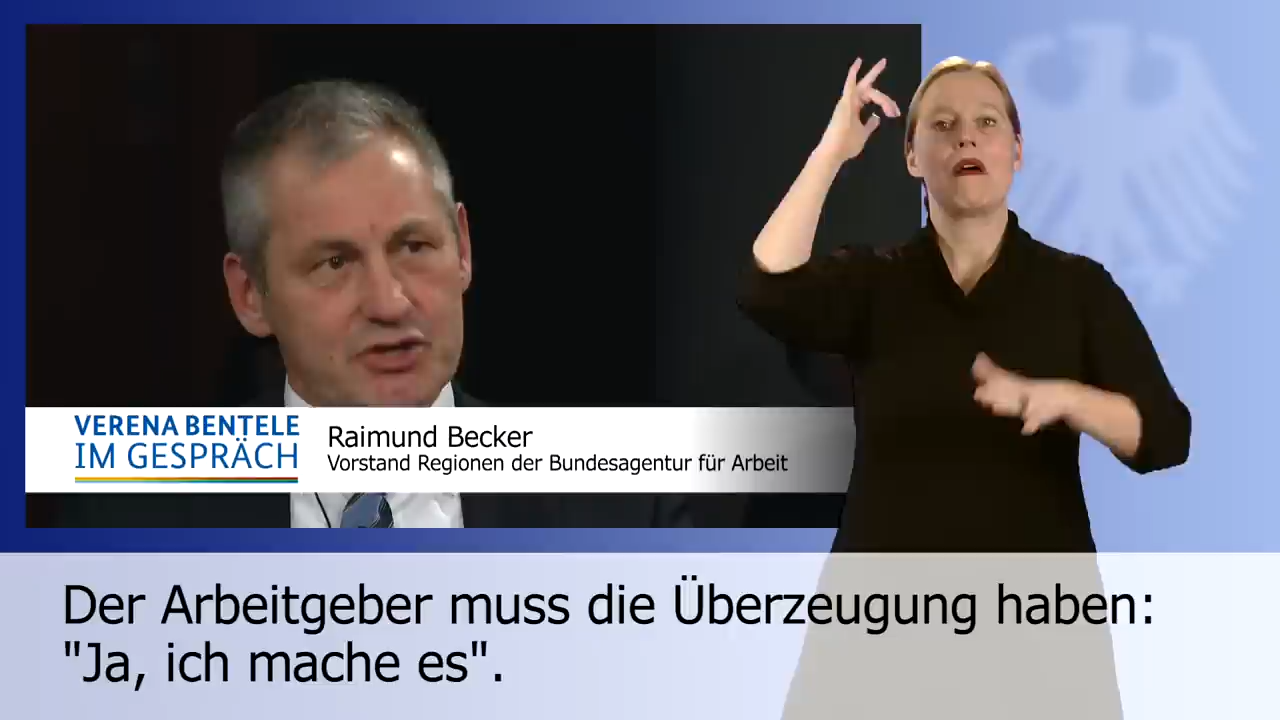 VERENA BENTELE
IM GESPRÄCH
Raimund Becker
Vorstand Regionen der Bundesagentur für Arbeit
Der Arbeitgeber muss die Überzeugung haben:
"Ja, ich mache es".